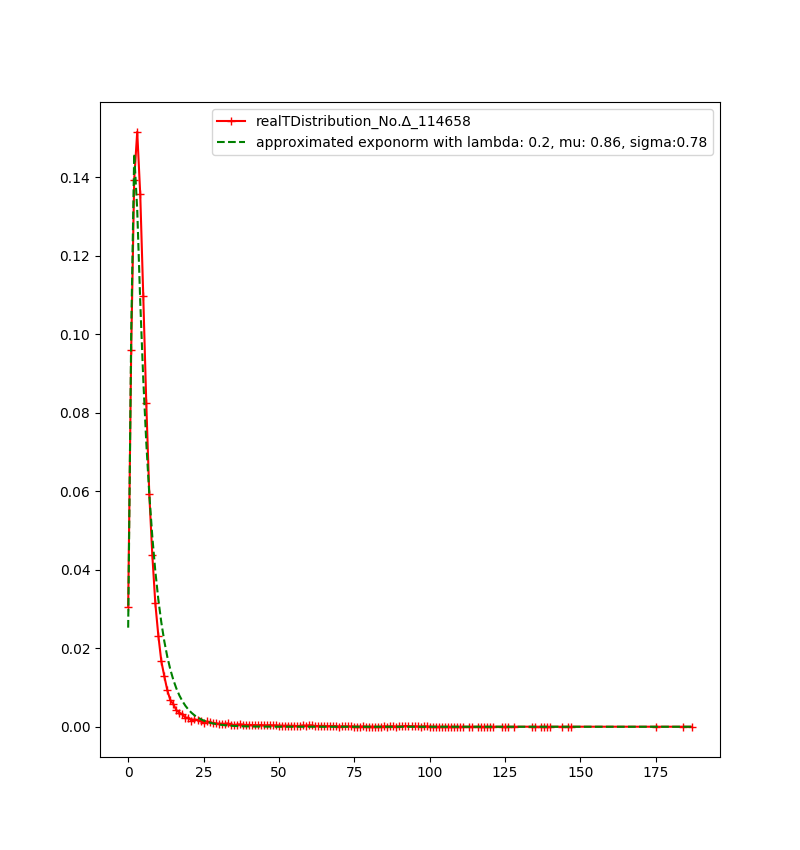 realTDistribution_No.Δ_114658
approximated exponorm with lambda: 0.2, mu: 0.86, sigma:0.78
0.14
0.12
0.10
0.08
0.06
0.04
0.02
0.00
0 25 50 75 100 125 150 175